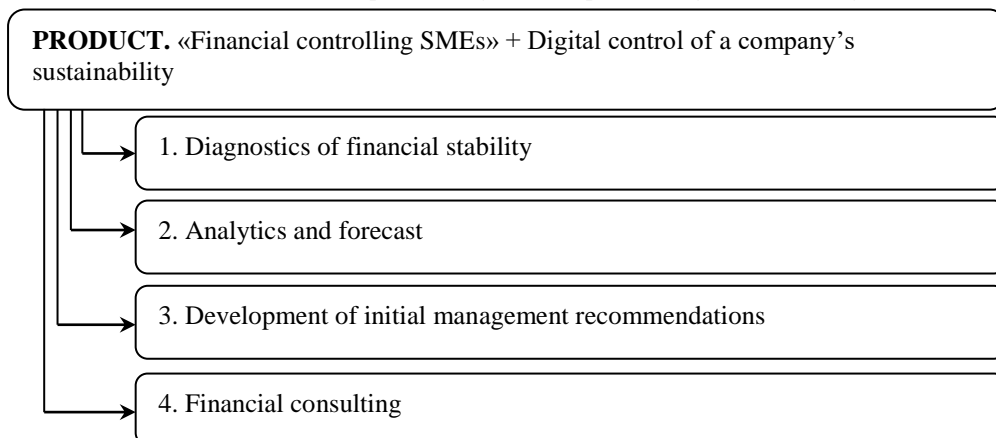 PRODUCT. «Financial controlling SMEs» + Digital control of a company’s
sustainability
1. Diagnostics of financial stability
2. Analytics and forecast
3. Development of initial management recommendations
4. Financial consulting